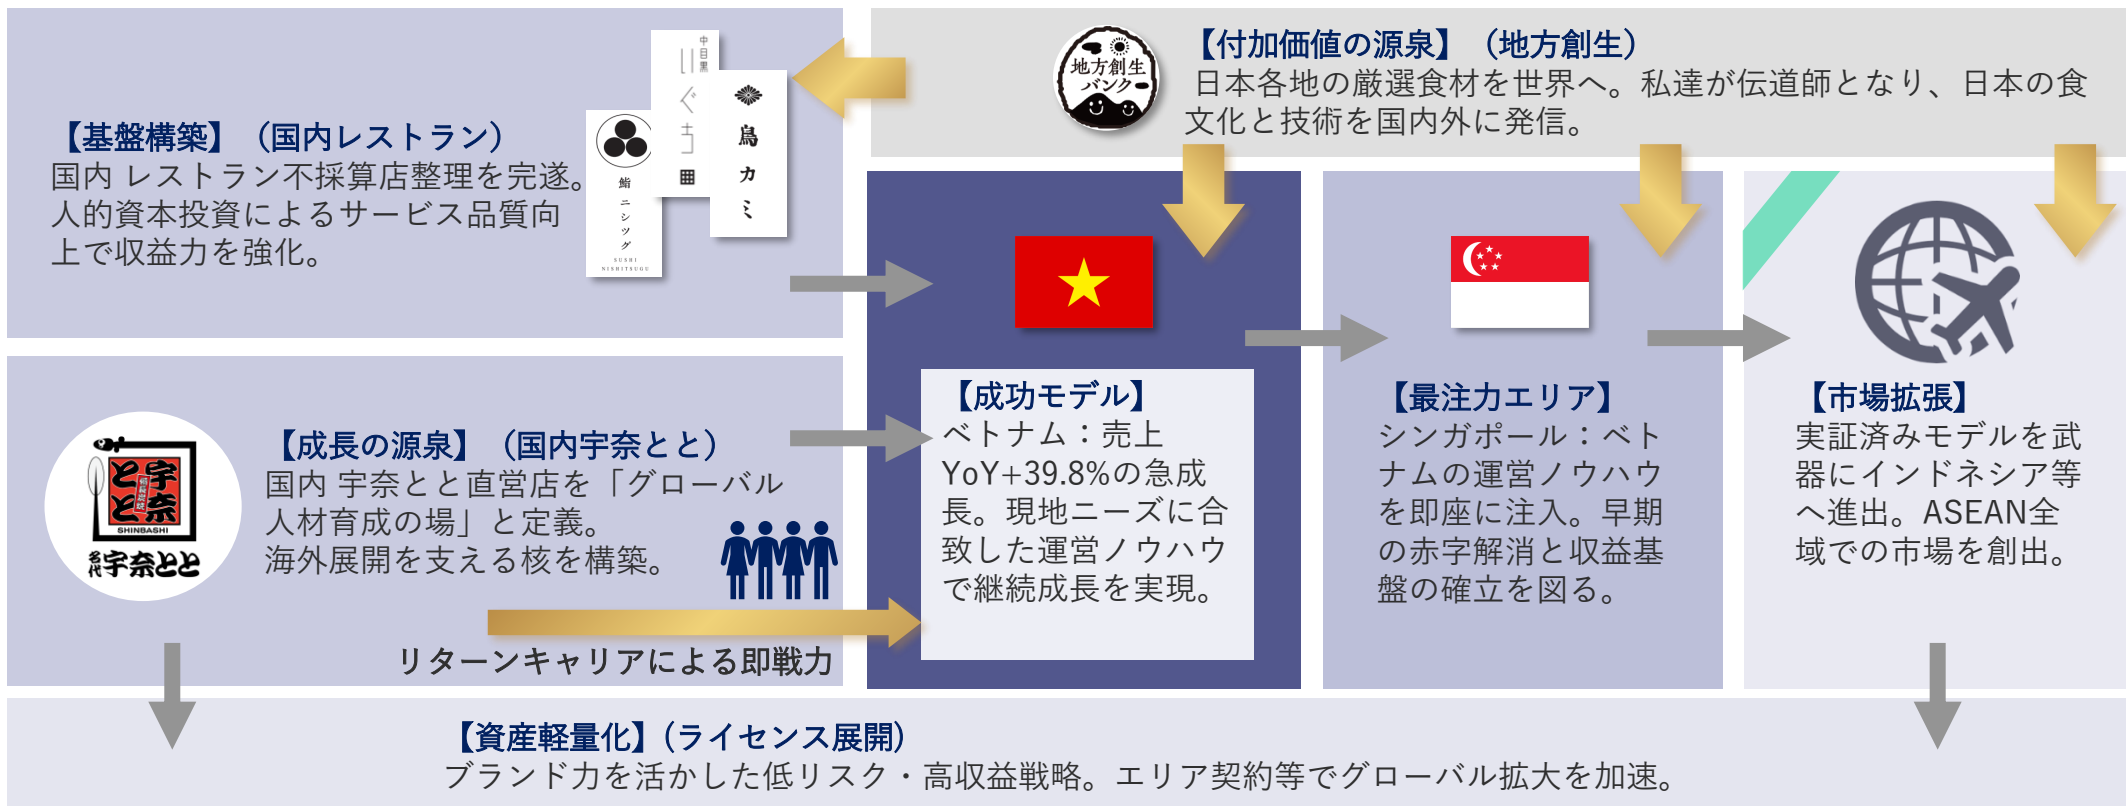 【基盤構築】（国内レストラン）
国内 レストラン不採算店整理を完遂。
人的資本投資によるサービス品質向
上で収益力を強化。
鮨
ニシツグ
SUSHI
NISHITSUGU
中目黒
いぐち
鳥カミ
地方創生
バンク
【付加価値の源泉】（地方創生）
日本各地の厳選食材を世界へ。私達が伝道師となり、日本の食
文化と技術を国内外に発信。
宇奈
とと
備長炭焼
SHINBASHI
名代宇奈とと
【成長の源泉】（国内宇奈とと）
国内 宇奈とと直営店を「グローバル
人材育成の場」と定義。
海外展開を支える核を構築。
リターンキャリアによる即戦力
【成功モデル】
ベトナム：売上
YoY+39.8%の急成
長。現地ニーズに合
致した運営ノウハウ
で継続成長を実現。
【最注力エリア】
シンガポール：ベト
ナムの運営ノウハウ
を即座に注入。早期
の赤字解消と収益基
盤の確立を図る。
【市場拡張】
実証済みモデルを武
器にインドネシア等
へ進出。ASEAN全
域での市場を創出。
【資産軽量化】（ライセンス展開）
ブランド力を活かした低リスク・高収益戦略。エリア契約等でグローバル拡大を加速。